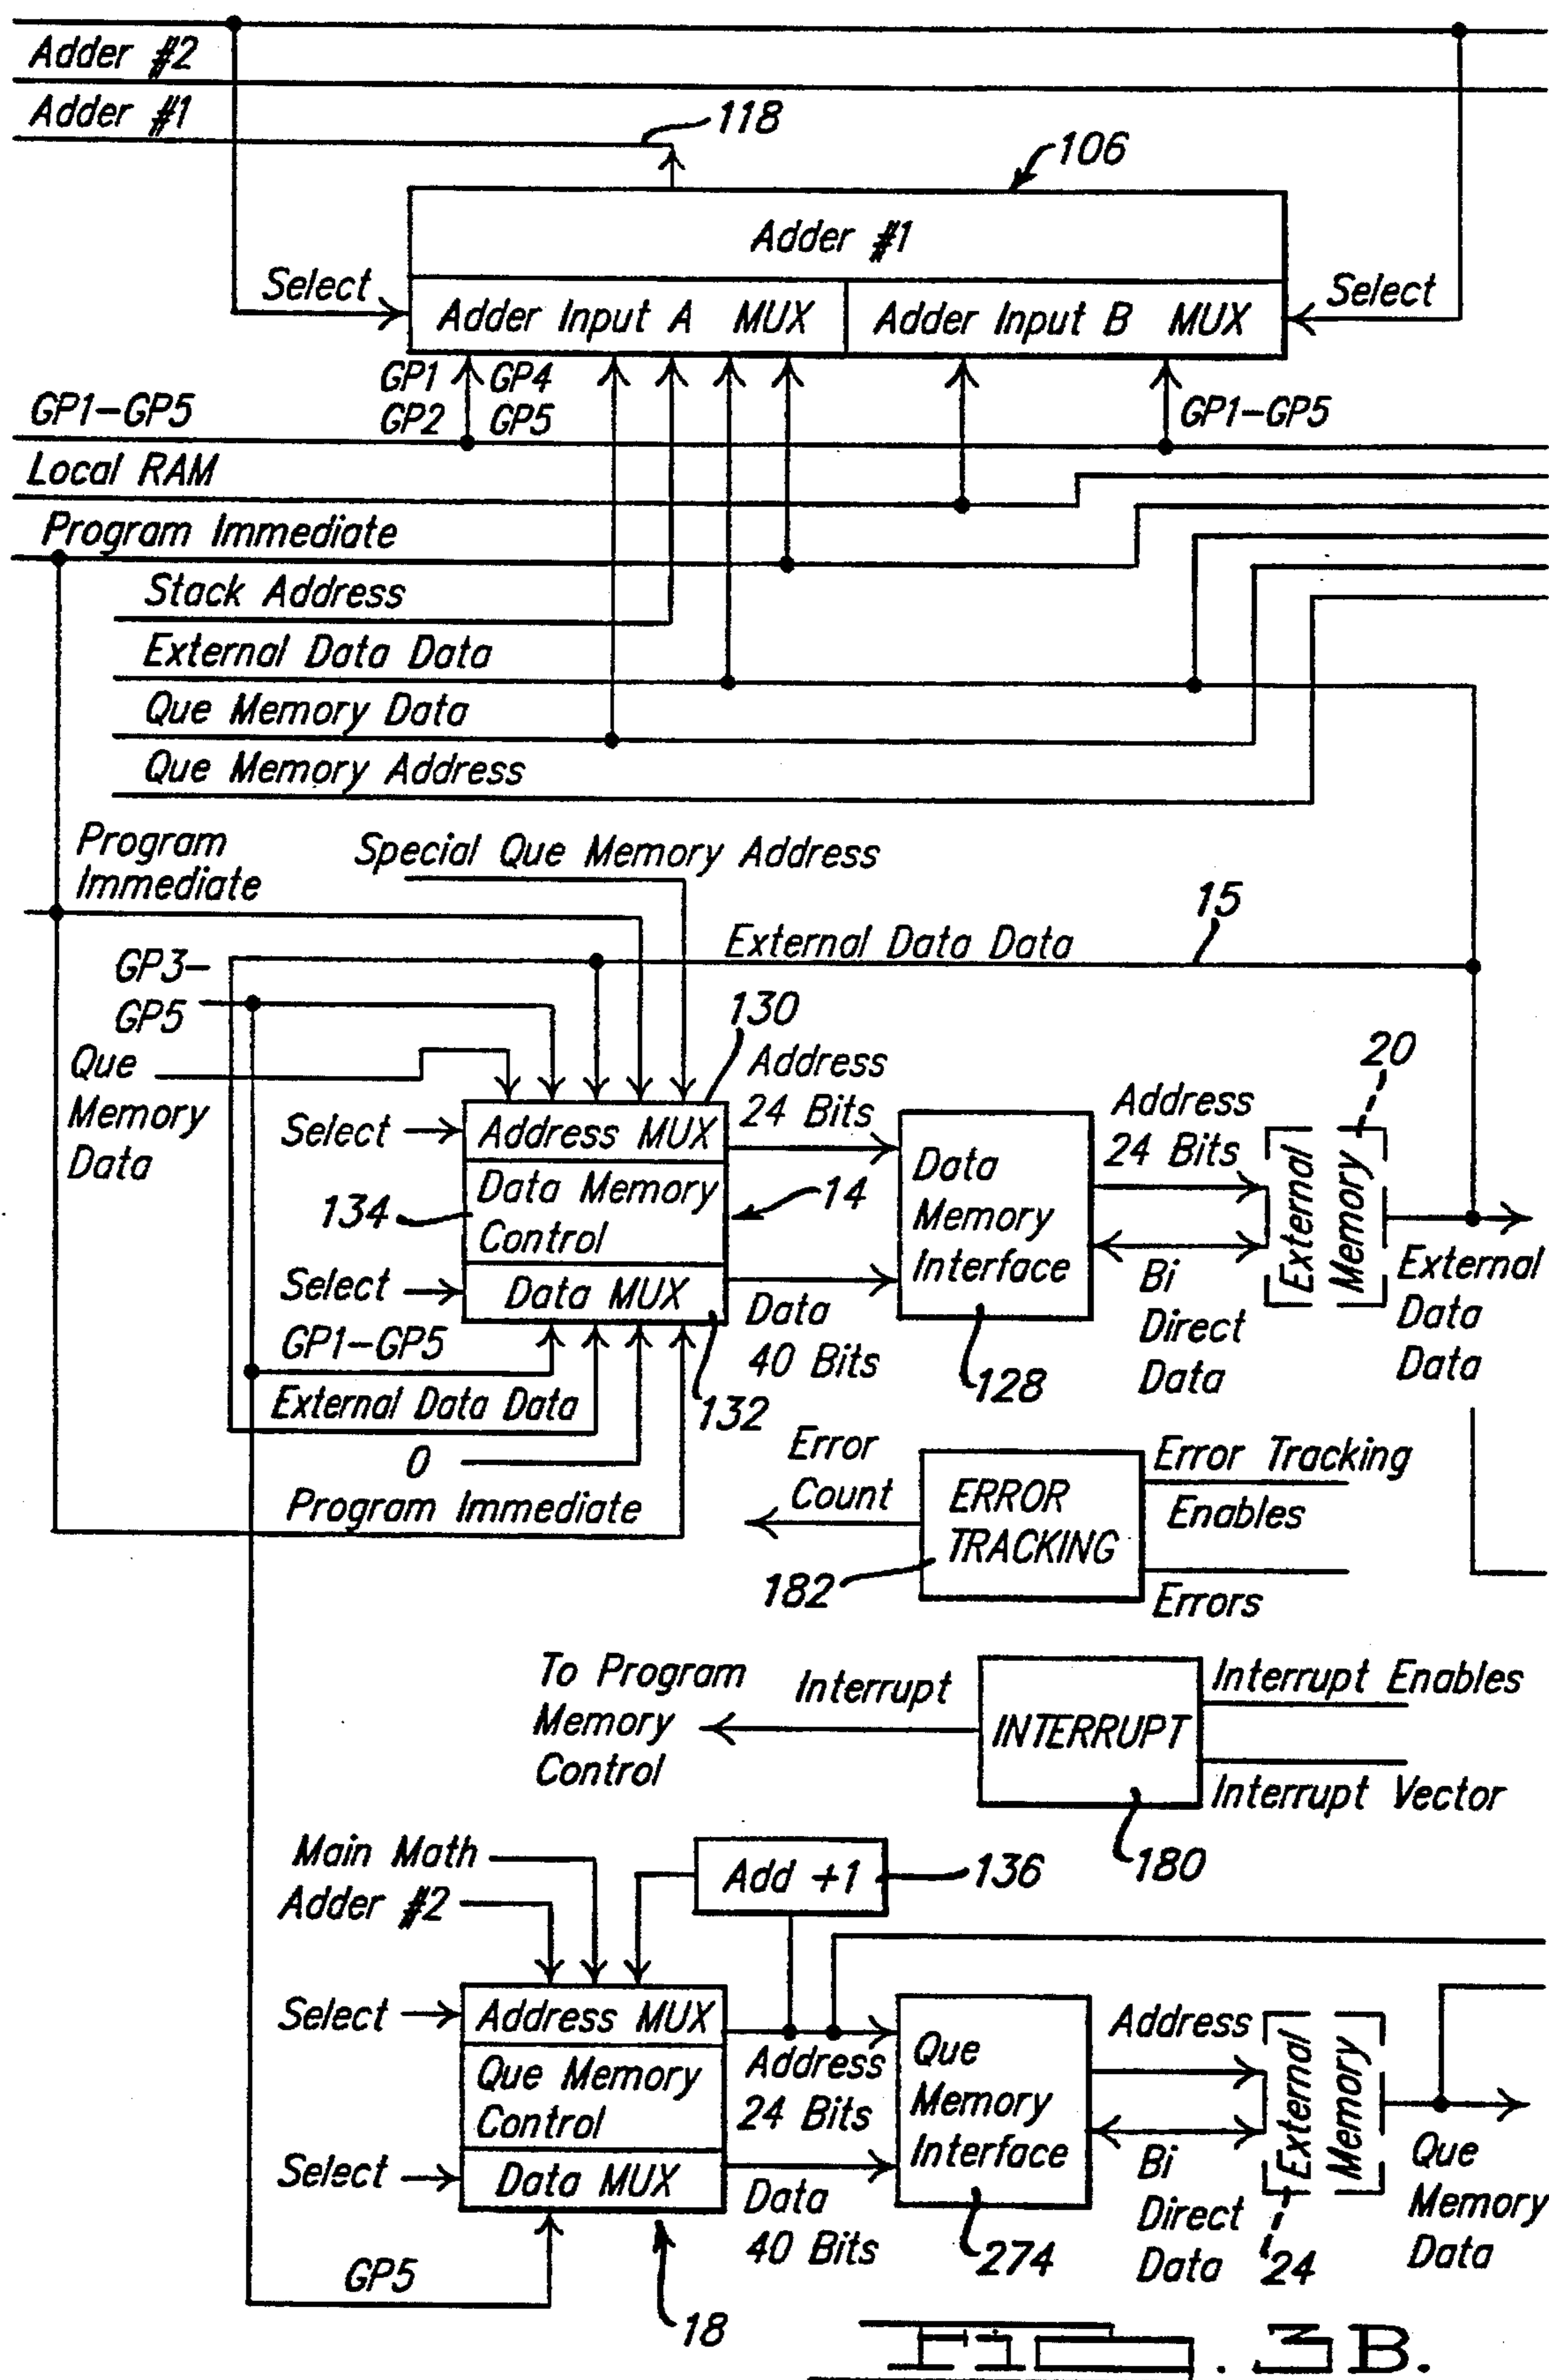 Adder #2
Adder #1
118
106
Adder #1
Select
Adder Input A MUX
Adder Input B MUX
Select
GP1 GP4
GP2 GP5
GP1-GP5
GP1-GP5
Local RAM
Program Immediate
Stack Address
External Data Data
Que Memory Data
Que Memory Address
Program
Immediate
Special Que Memory Address
15
External Data Data
GP3-
GP5
130
Que
Memory
Data
Address
24 Bits
20
Address
24 Bits
Select
Address MUX
Data Memory
Control
134
14
Data
Memory
Interface
External
Memory
Select
Data MUX
Data
40 Bits
Bi
Direct
Data
External
Data
Data
GP1-GP5
132
128
External Data Data
0
Program Immediate
Error
Count
ERROR
TRACKING
Error Tracking
Enables
182
Errors
To Program
Memory
Control
Interrupt
INTERRUPT
Interrupt Enables
Interrupt Vector
180
Main Math
Adder #2
Add +1
136
Select
Address MUX
Que Memory
Control
Address
24 Bits
Que
Memory
Interface
Address
External
Memory
Select
Data MUX
Data
40 Bits
Bi
Direct
Data
Que
Memory
Data
274
24
GP5
18
FIG. 3B.